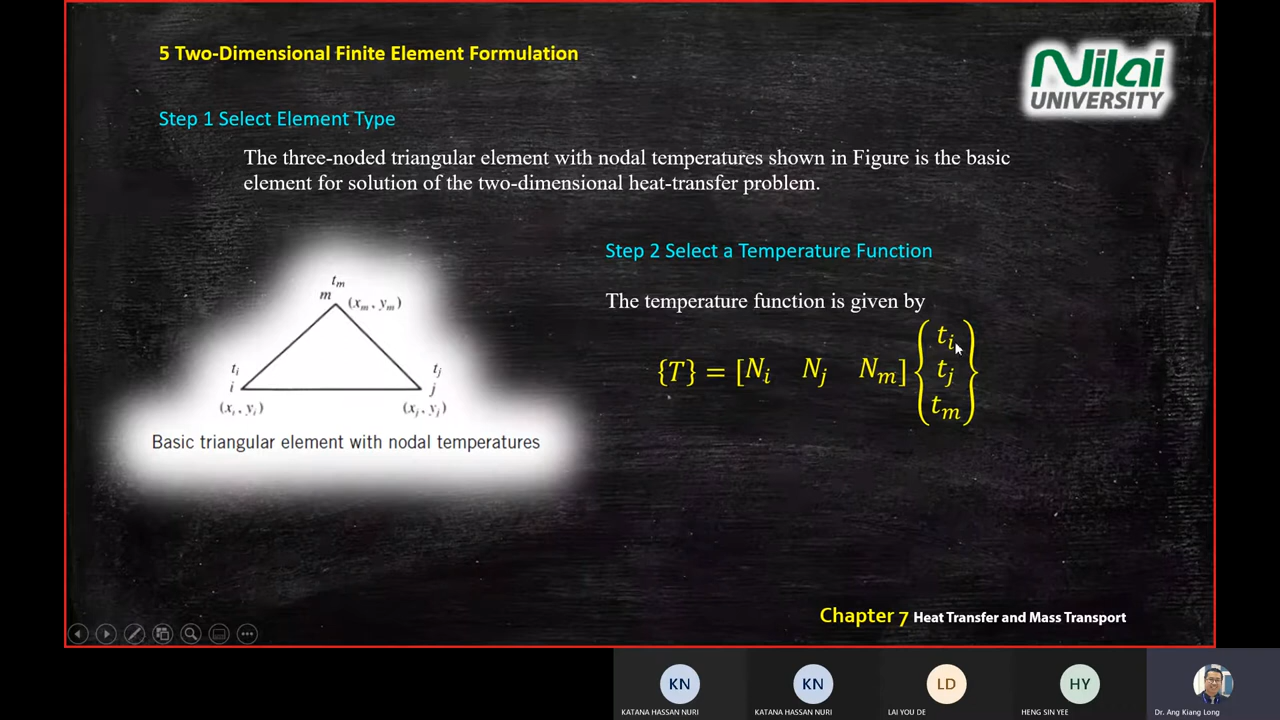 5 Two-Dimensional Finite Element Formulation
Nilai
UNIVERSITY
Step 1 Select Element Type
The three-noded triangular element with nodal temperatures shown in Figure is the basic
element for solution of the two-dimensional heat-transfer problem.
Step 2 Select a Temperature Function
The temperature function is given by
{T} = [N_i N_j N_m] {t_i t_j t_m}
t_m
m (x_m, y_m)
t_i
i
(x_i, y_i)
t_j
j
(x_j, y_j)
Basic triangular element with nodal temperatures
Chapter 7 Heat Transfer and Mass Transport
KN
KN
LD
HY
KATANA HASSAN NURI
KATANA HASSAN NURI
LAI YOU DE
HENG SIN YEE
Dr. Ang Kiang Long